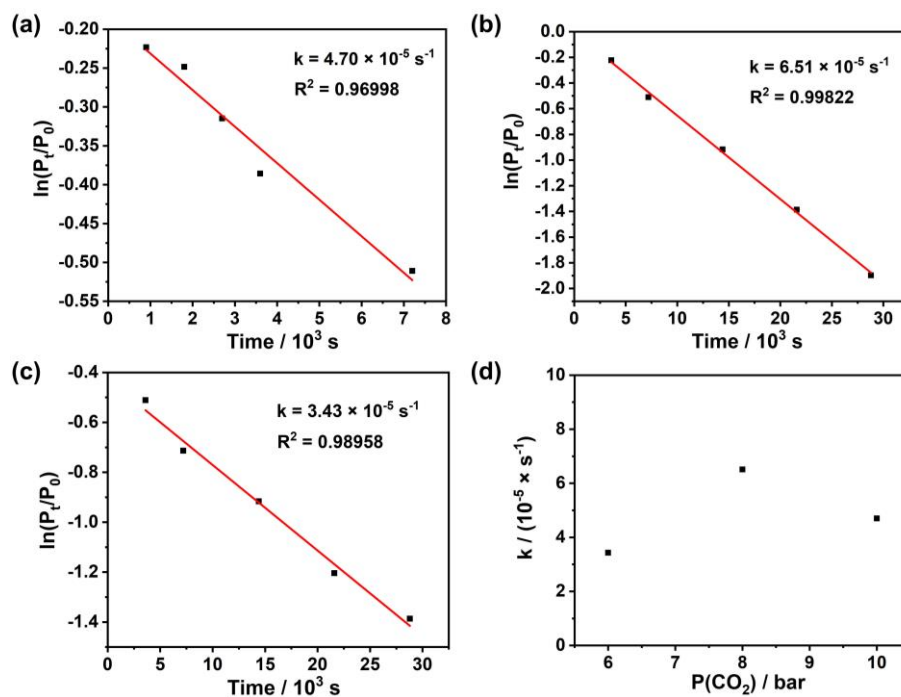 (a)
k = 4.70 × 10⁻⁵ s⁻¹
R² = 0.96998
ln(Pₜ/P₀)
-0.20
-0.25
-0.30
-0.35
-0.40
-0.45
-0.50
-0.55
0 1 2 3 4 5 6 7 8
Time / 10³ s
(b)
k = 6.51 × 10⁻⁵ s⁻¹
R² = 0.99822
ln(Pₜ/P₀)
0.0
-0.2
-0.4
-0.6
-0.8
-1.0
-1.2
-1.4
-1.6
-1.8
-2.0
0 5 10 15 20 25 30
Time / 10³ s
(c)
k = 3.43 × 10⁻⁵ s⁻¹
R² = 0.98958
ln(Pₜ/P₀)
-0.4
-0.6
-0.8
-1.0
-1.2
-1.4
0 5 10 15 20 25 30
Time / 10³ s
(d)
k / (10⁻⁵ × s⁻¹)
10
8
6
4
2
0
6 7 8 9 10
P(CO₂) / bar